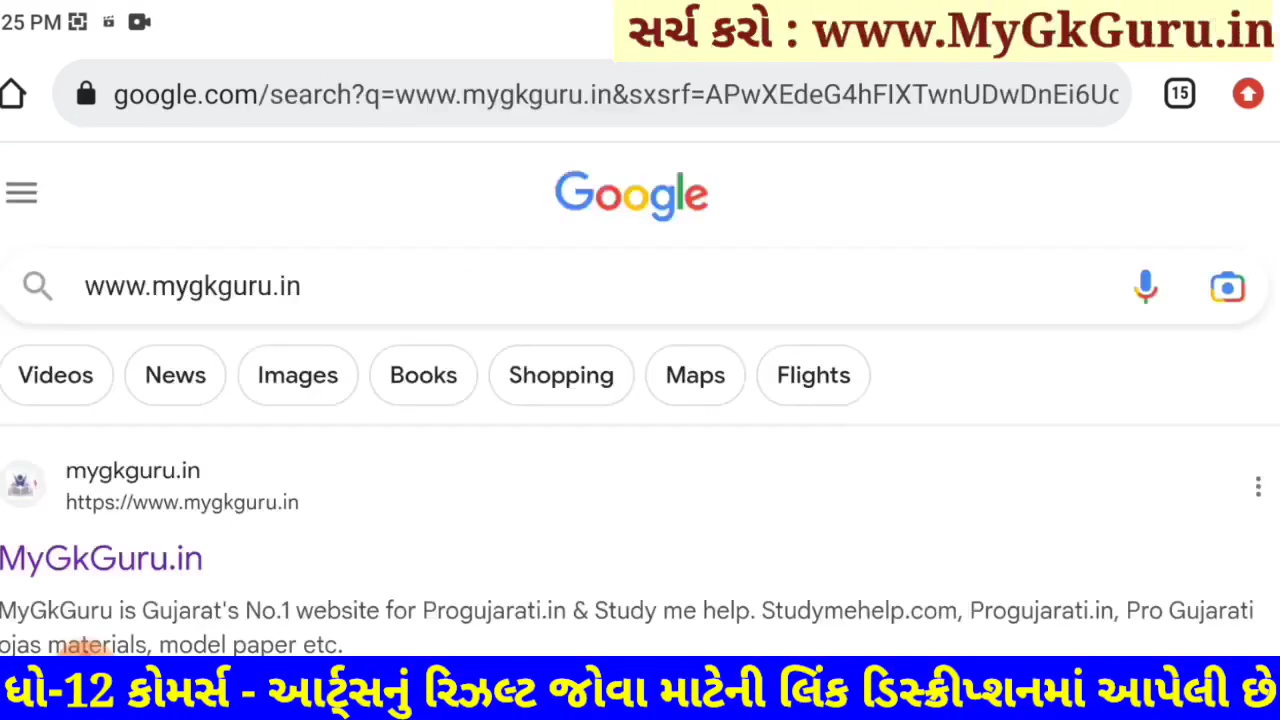 25 PM
સર્ચ કરો : www.MyGkGuru.in
google.com/search?q=www.mygkguru.in&sxsrf=APwXEdeG4hFIXTwnUDwDnEi6Uc
15
Google
www.mygkguru.in
Videos News Images Books Shopping Maps Flights
mygkguru.in
https://www.mygkguru.in
MyGkGuru.in
MyGkGuru is Gujarat's No.1 website for Progujarati.in & Study me help. Studymehelp.com, Progujarati.in, Pro Gujarati
ojas materials, model paper etc.
ધો-12 કોમર્સ - આર્ટ્સનું રિઝલ્ટ જોવા માટેની લિંક ડિસ્ક્રીપ્શનમાં આપેલી છે